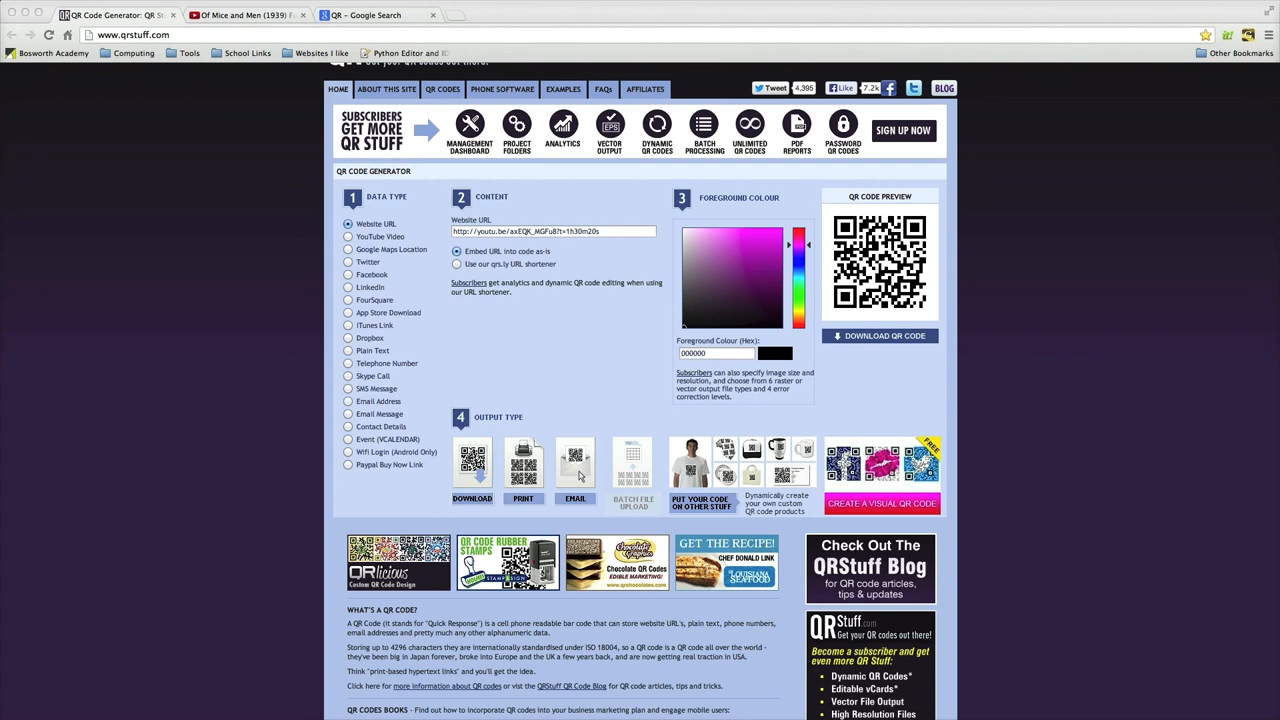 QR Code Generator: QR St
Of Mice and Men (1939) Fu
QR - Google Search
www.qrstuff.com
Bosworth Academy
Computing
Tools
School Links
Websites I like
Python Editor and ID
Other Bookmarks
HOME
ABOUT THIS SITE
QR CODES
PHONE SOFTWARE
EXAMPLES
FAQs
AFFILIATES
Tweet
4,395
Like
7.2k
BLOG
SUBSCRIBERS
GET MORE
QR STUFF
MANAGEMENT
DASHBOARD
PROJECT
FOLDERS
ANALYTICS
EPS
VECTOR
OUTPUT
DYNAMIC
QR CODES
BATCH
PROCESSING
UNLIMITED
QR CODES
PDF
PDF
REPORTS
PASSWORD
QR CODES
SIGN UP NOW
QR CODE GENERATOR
1 DATA TYPE
Website URL
YouTube Video
Google Maps Location
Twitter
Facebook
LinkedIn
FourSquare
App Store Download
iTunes Link
Dropbox
Plain Text
Telephone Number
Skype Call
SMS Message
Email Address
Email Message
Contact Details
Event (VCALENDAR)
Wifi Login (Android Only)
Paypal Buy Now Link
2 CONTENT
Website URL
http://youtu.be/axEQK_MGFu8?t=1h30m20s
Embed URL into code as-is
Use our qrs.ly URL shortener
Subscribers get analytics and dynamic QR code editing when using
our URL shortener.
3 FOREGROUND COLOUR
Foreground Colour (Hex):
000000
Subscribers can also specify image size and
resolution, and choose from 6 raster or
vector output file types and 4 error
correction levels.
QR CODE PREVIEW
DOWNLOAD QR CODE
4 OUTPUT TYPE
DOWNLOAD
PRINT
EMAIL
BATCH FILE
UPLOAD
PUT YOUR CODE
ON OTHER STUFF
Dynamically create
your own custom
QR code products
FREE
CREATE A VISUAL QR CODE
QRlicious
Custom QR Code Design
QR CODE RUBBER
STAMPS
Chocolate
Graphics
Chocolate QR Codes
EDIBLE MARKETING!
www.qrchocolates.com
GET THE RECIPE!
CHEF DONALD LINK
LOUISIANA
SEAFOOD
Check Out The
QRStuff Blog
for QR code articles,
tips & updates
WHAT'S A QR CODE?
A QR Code (it stands for "Quick Response") is a cell phone readable bar code that can store website URL's, plain text, phone numbers,
email addresses and pretty much any other alphanumeric data.
Storing up to 4296 characters they are internationally standardised under ISO 18004, so a QR code is a QR code all over the world -
they've been big in Japan forever, broke into Europe and the UK a few years back, and are now getting real traction in USA.
Think "print-based hypertext links" and you'll get the idea.
Click here for more information about QR codes or vist the QRStuff QR Code Blog for QR code articles, tips and tricks.
QR CODES BOOKS - Find out how to incorporate QR codes into your business marketing plan and engage mobile users:
QRStuff.com
Get your QR codes out there!
Become a subscriber and get
even more QR Stuff:
• Dynamic QR Codes*
• Editable vCards*
• Vector File Output
• High Resolution Files